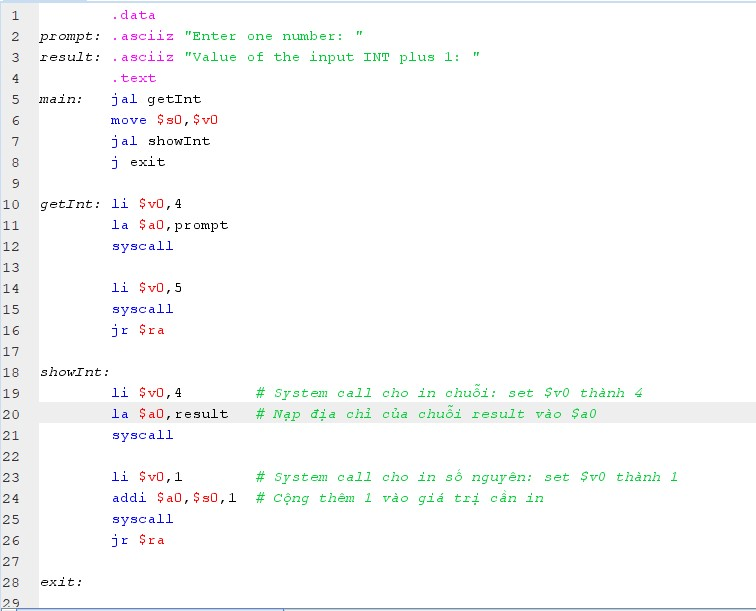 1 .data
2 prompt: .asciiz "Enter one number: "
3 result: .asciiz "Value of the input INT plus 1: "
4 .text
5 main: jal getInt
6 move $s0,$v0
7 jal showInt
8 j exit
9
10 getInt: li $v0,4
11 la $a0,prompt
12 syscall
13
14 li $v0,5
15 syscall
16 jr $ra
17
18 showInt:
19 li $v0,4 # System call cho in chuỗi: set $v0 thành 4
20 la $a0,result # Nạp địa chỉ của chuỗi result vào $a0
21 syscall
22
23 li $v0,1 # System call cho in số nguyên: set $v0 thành 1
24 addi $a0,$s0,1 # Cộng thêm 1 vào giá trị cần in
25 syscall
26 jr $ra
27
28 exit:
29